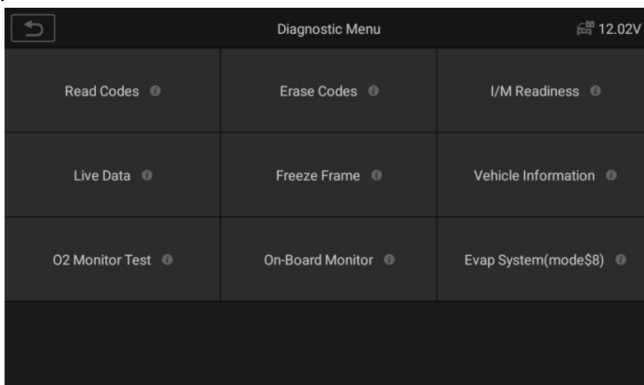 Diagnostic Menu
12.02V
Read Codes
Erase Codes
I/M Readiness
Live Data
Freeze Frame
Vehicle Information
O2 Monitor Test
On-Board Monitor
Evap System(mode$8)